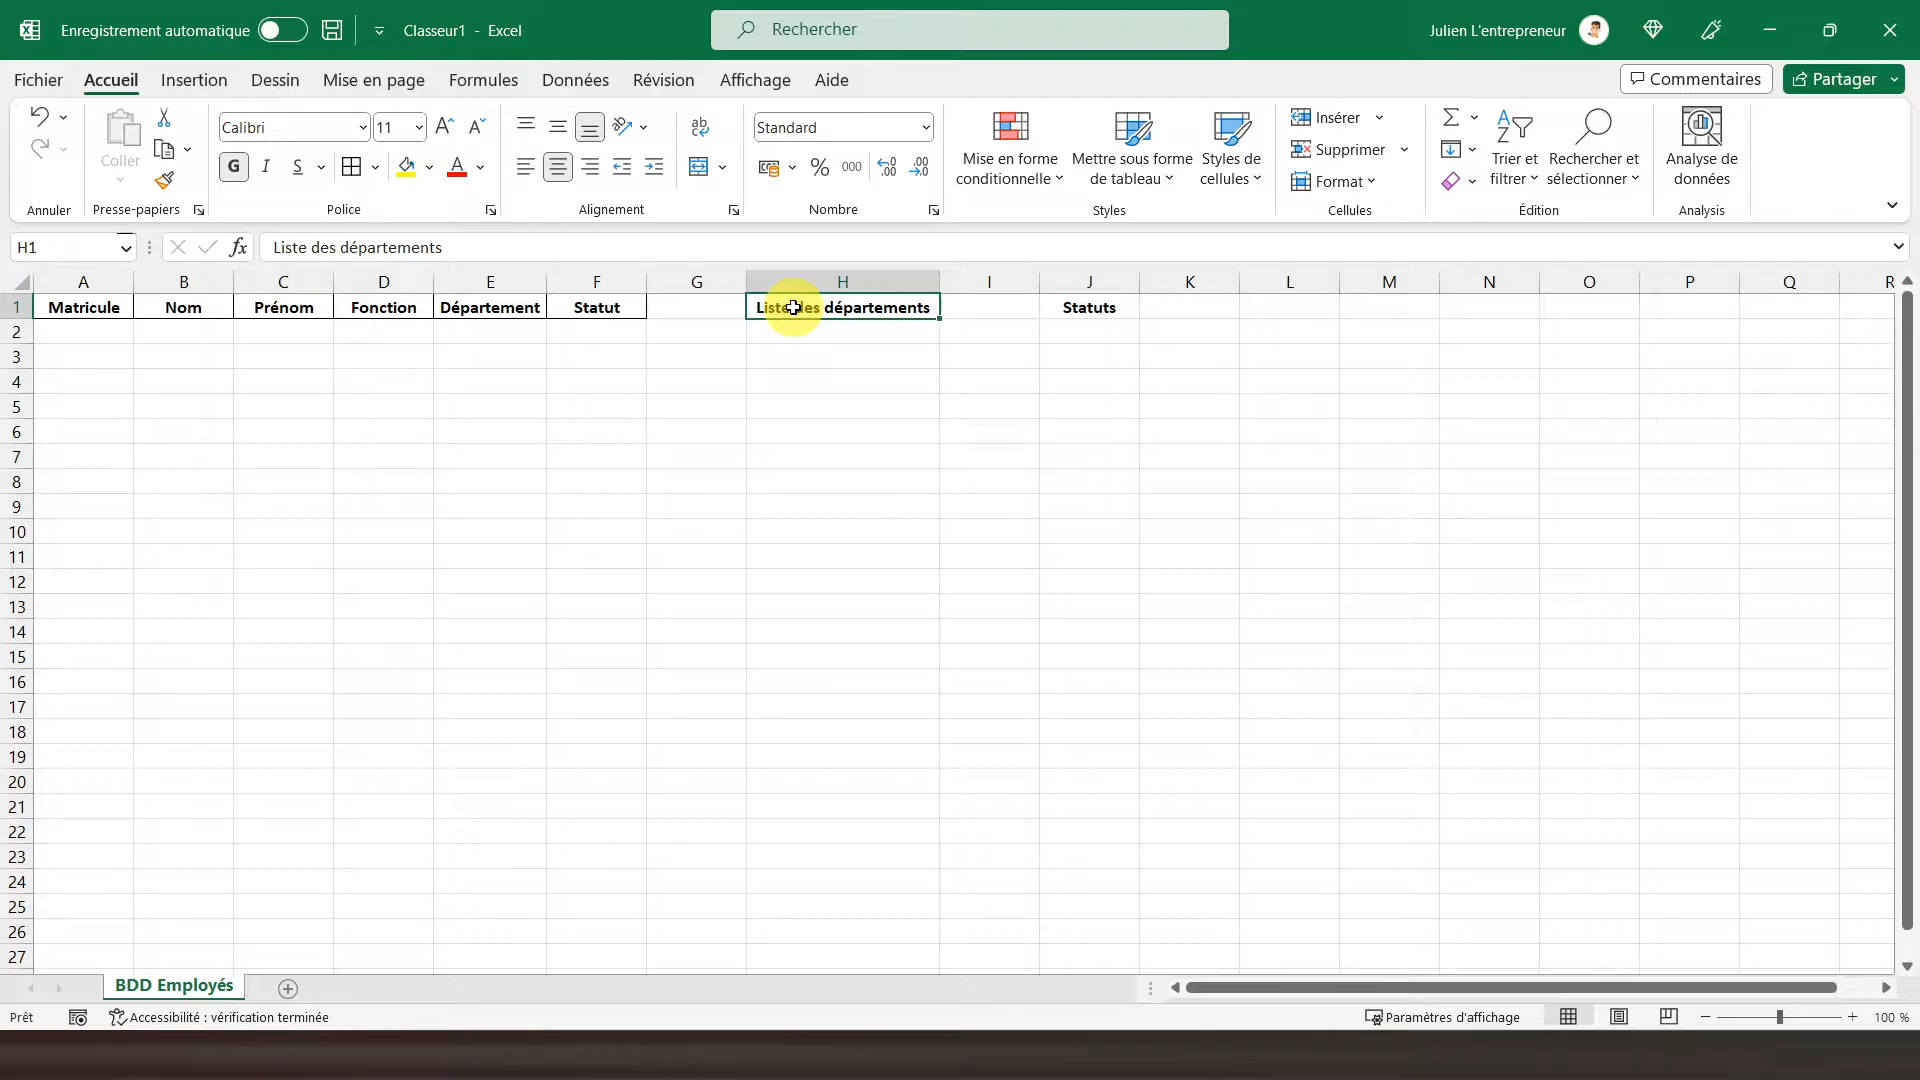 Enregistrement automatique
Classeur1 - Excel
Rechercher
Julien L'entrepreneur
Fichier Accueil Insertion Dessin Mise en page Formules Données Révision Affichage Aide
Commentaires
Partager
Annuler
Coller
Presse-papiers
Calibri
11
G I S
Police
ab
Alignement
Standard
% 000
Nombre
Mise en forme
conditionnelle
Mettre sous forme
de tableau
Styles de
cellules
Styles
Insérer
Supprimer
Format
Cellules
Trier et
filtrer
Rechercher et
sélectionner
Édition
Analyse de
données
Analysis
H1
fx
Liste des départements
A B C D E F G H I J K L M N O P Q R
1 Matricule Nom Prénom Fonction Département Statut Liste des départements Statuts
2
3
4
5
6
7
8
9
10
11
12
13
14
15
16
17
18
19
20
21
22
23
24
25
26
27
BDD Employés
Prêt
Accessibilité : vérification terminée
Paramètres d'affichage
100 %